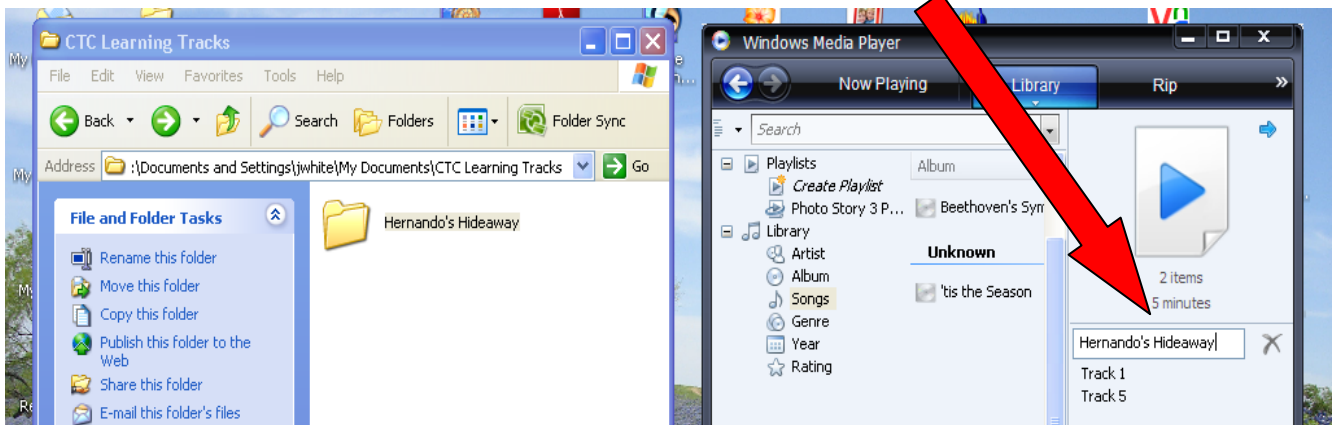 CTC Learning Tracks
File Edit View Favorites Tools Help
Back Search Folders Folder Sync
Address :\Documents and Settings\jwhite\My Documents\CTC Learning Tracks Go
File and Folder Tasks
Rename this folder
Move this folder
Copy this folder
Publish this folder to the
Web
Share this folder
E-mail this folder's files
Hernando's Hideaway
Windows Media Player
Now Playing Library Rip »
Search
Playlists
Create Playlist
Photo Story 3 P...
Library
Artist
Album
Songs
Genre
Year
Rating
Album
Beethoven's Sym
Unknown
'tis the Season
2 items
5 minutes
Hernando's Hideaway
Track 1
Track 5
My
My
My
Re